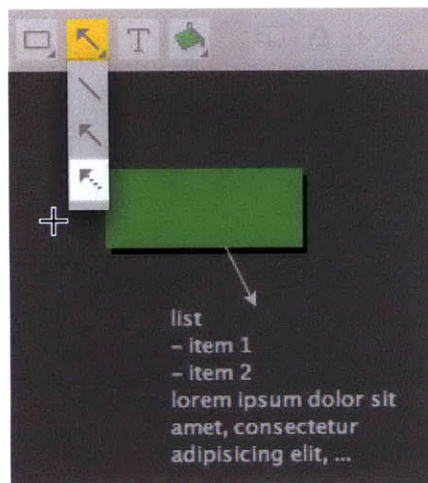 T
list
– item 1
– item 2
lorem ipsum dolor sit
amet, consectetur
adipisicing elit, ...